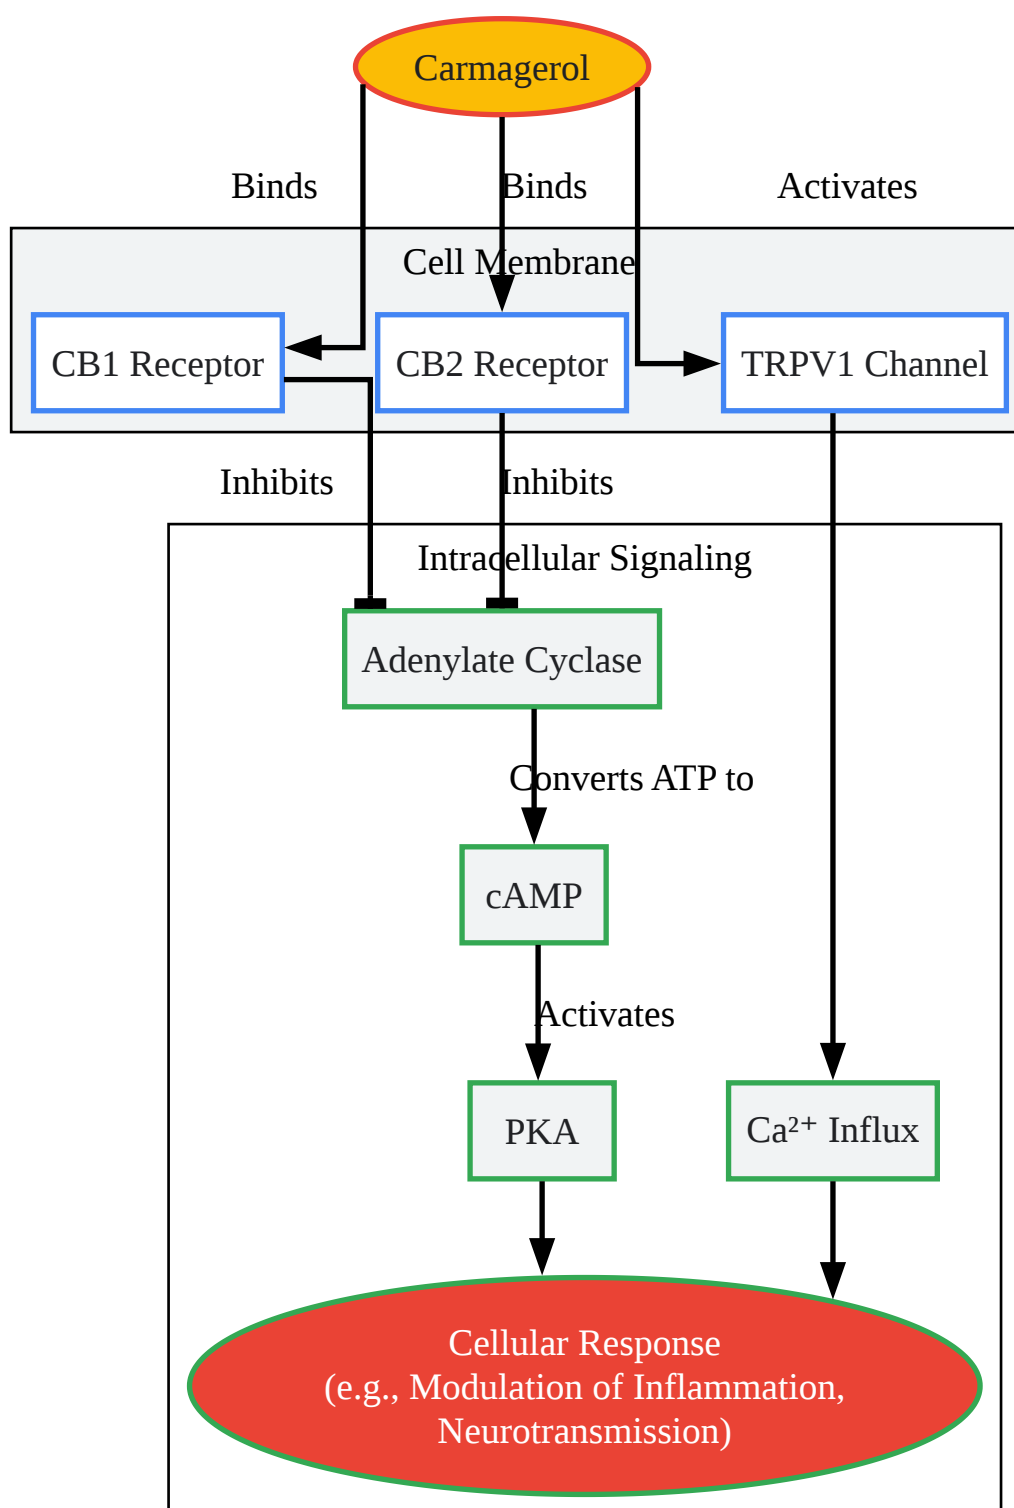 Carmagerol
Binds
Binds
Activates
Cell Membrane
CB1 Receptor
CB2 Receptor
TRPV1 Channel
Inhibits
Inhibits
Intracellular Signaling
Adenylate Cyclase
Converts ATP to
cAMP
Activates
PKA
Ca²⁺ Influx
Cellular Response
(e.g., Modulation of Inflammation,
Neurotransmission)